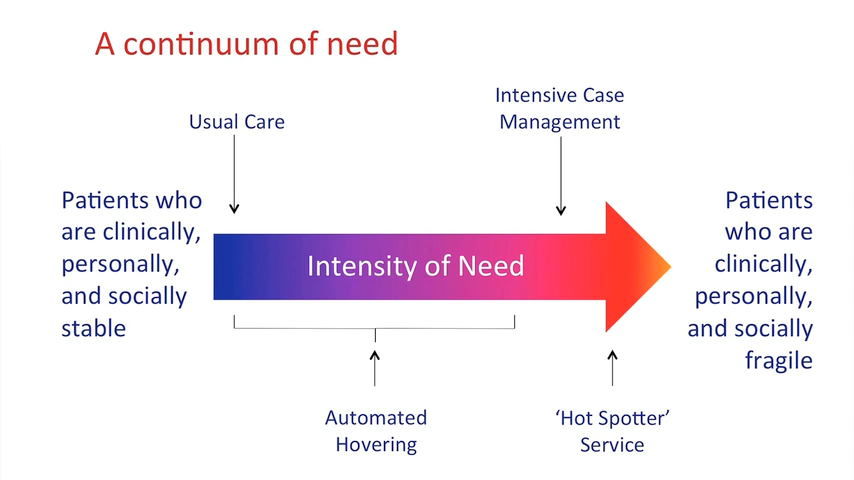 A continuum of need
Usual Care
Intensive Case
Management
Patients who
are clinically,
personally,
and socially
stable
Intensity of Need
Patients
who are
clinically,
personally,
and socially
fragile
Automated
Hovering
‘Hot Spotter’
Service